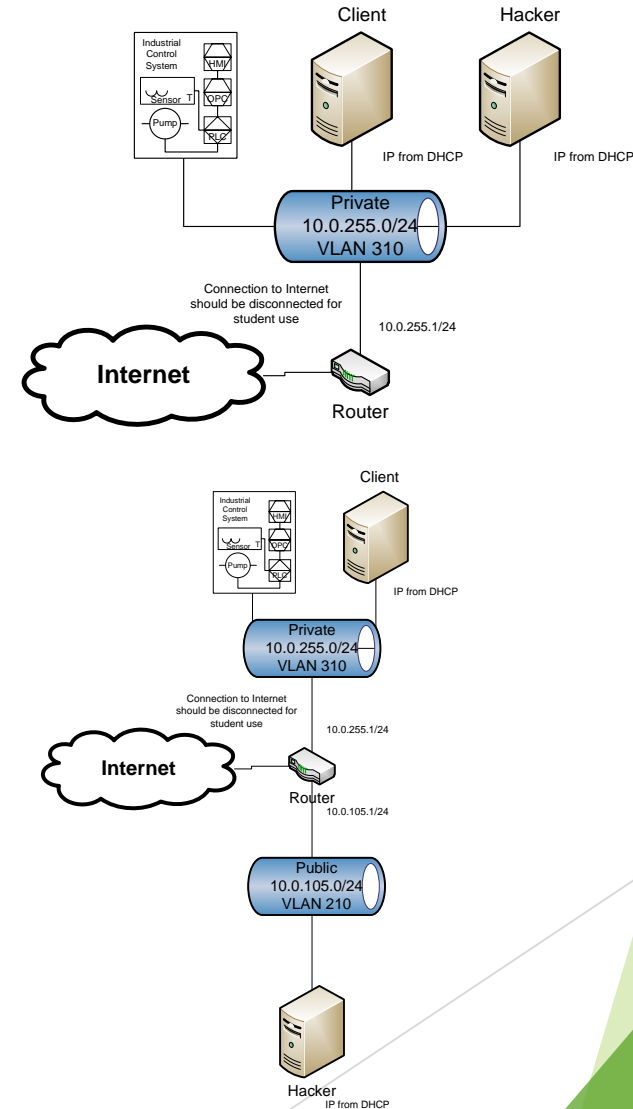 Client
Hacker
Industrial
Control
System
HMI
Sensor T
OPC
Pump
PLC
IP from DHCP
IP from DHCP
Private
10.0.255.0/24
VLAN 310
Connection to Internet
should be disconnected for
student use
10.0.255.1/24
Internet
Router
Client
Industrial
Control
System
HMI
Sensor T
OPC
Pump
PLC
IP from DHCP
Private
10.0.255.0/24
VLAN 310
Connection to Internet
should be disconnected for
student use
10.0.255.1/24
Internet
Router
10.0.105.1/24
Public
10.0.105.0/24
VLAN 210
Hacker
IP from DHCP